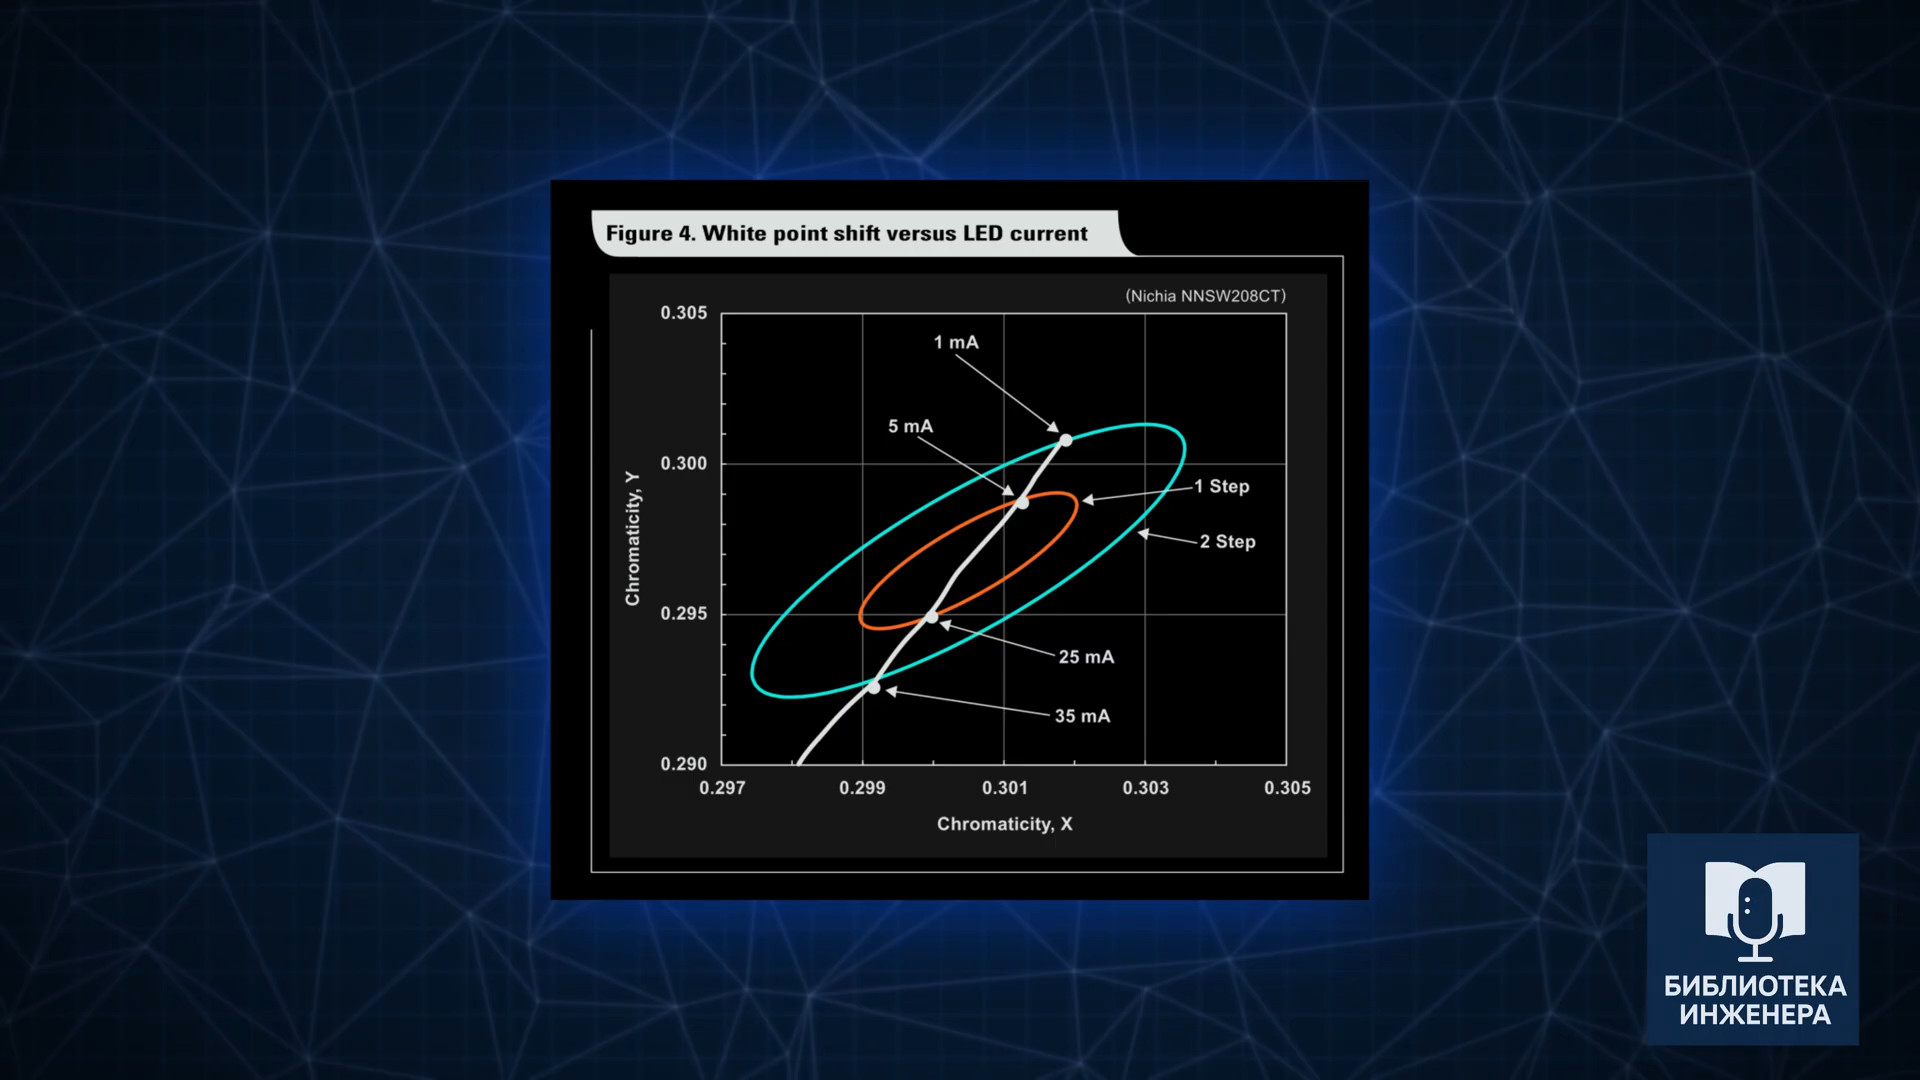 Figure 4. White point shift versus LED current
(Nichia NNSW208CT)
0.305
1 mA
5 mA
0.300
1 Step
2 Step
Chromaticity, Y
0.295
25 mA
35 mA
0.290
0.297
0.299
0.301
0.303
0.305
Chromaticity, X
БИБЛИОТЕКА
ИНЖЕНЕРА